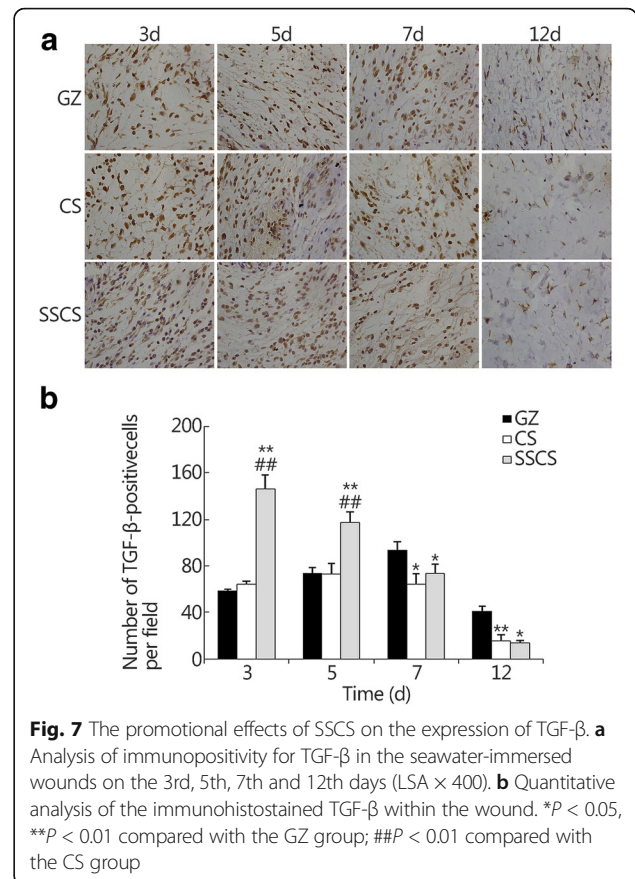 a
3d 5d 7d 12d
GZ
CS
SSCS
b
Number of TGF-β-positivecells
per field
200
160
120
80
40
0
**
##
**
##
*
*
**
*
GZ
CS
SSCS
3 5 7 12
Time (d)
Fig. 7 The promotional effects of SSCS on the expression of TGF-β. a
Analysis of immunopositivity for TGF-β in the seawater-immersed
wounds on the 3rd, 5th, 7th and 12th days (LSA × 400). b Quantitative
analysis of the immunohistostained TGF-β within the wound. *P < 0.05,
**P < 0.01 compared with the GZ group; ##P < 0.01 compared with
the CS group